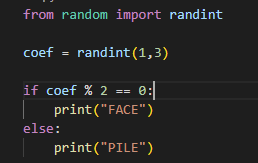 from random import randint
coef = randint(1,3)
if coef % 2 == 0:
    print("FACE")
else:
    print("PILE")